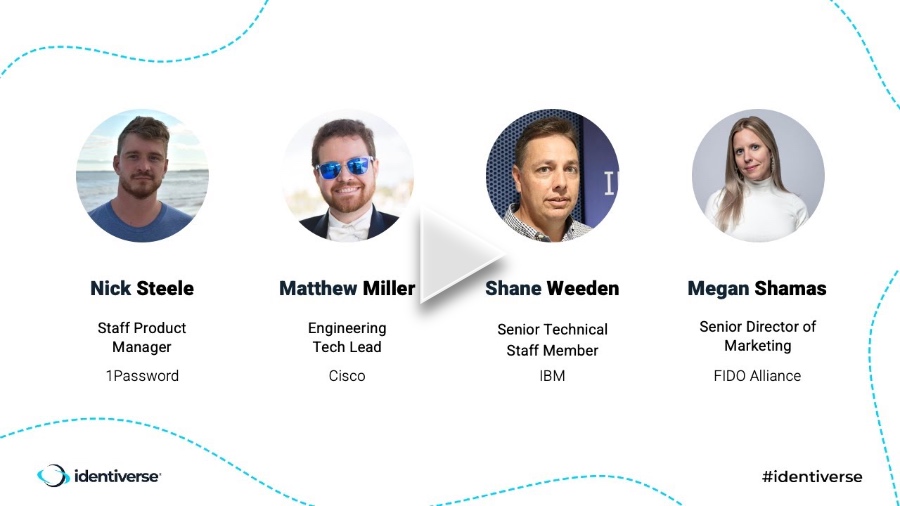 Nick Steele
Matthew Miller
Shane Weeden
Megan Shamas
Staff Product
Manager
Engineering
Tech Lead
Senior Technical
Staff Member
Senior Director of
Marketing
1Password
Cisco
IBM
FIDO Alliance
identiverse
#identiverse